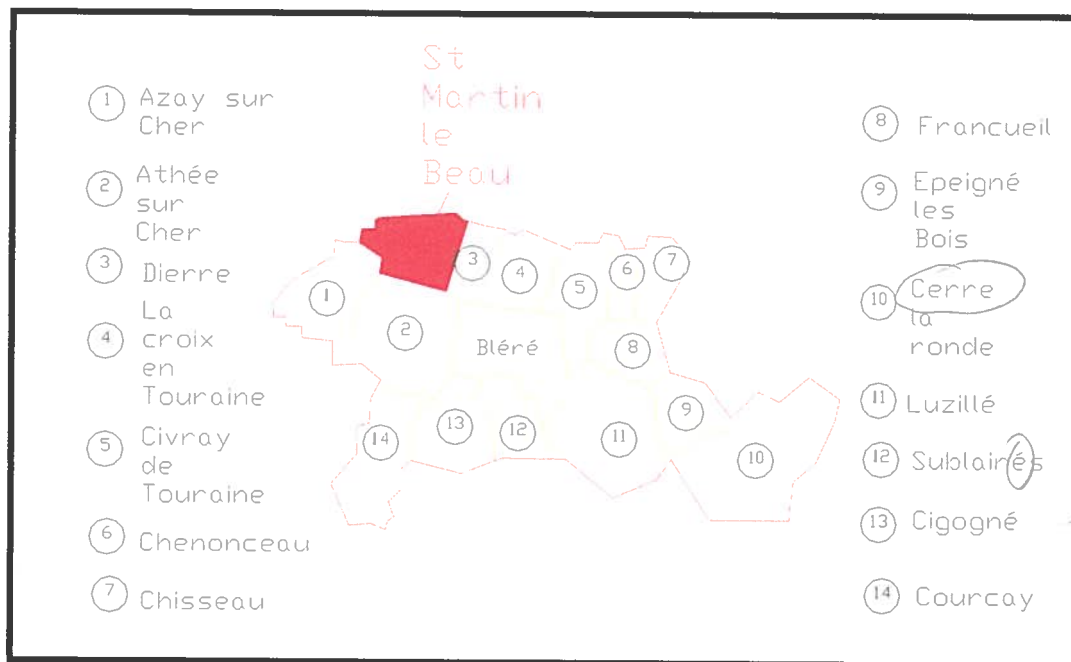 St
Martin
le
Beau
1 Azay sur
Cher
2 Athée
sur
Cher
3 Dierre
4 La
croix
en
Touraine
5 Civray
de
Touraine
6 Chenonceau
7 Chisseau
3
4
5
6
7
1
2
Bléré
8
9
14
13
12
11
10
8 Francueil
9 Epeigné
les
Bois
10 Cerre
la
ronde
11 Luzillé
12 Sublairés
13 Cigogné
14 Courcay